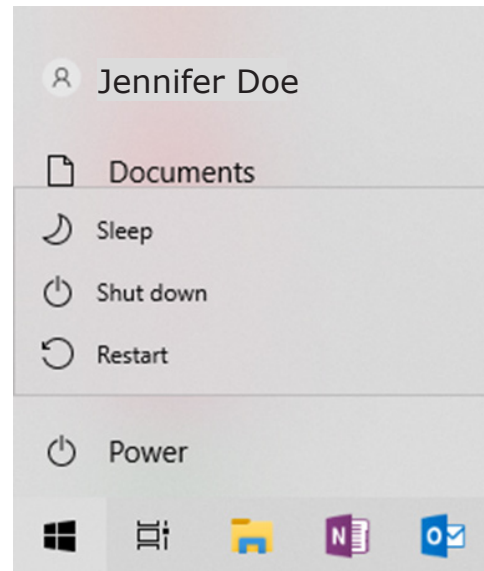 Jennifer Doe
Documents
Sleep
Shut down
Restart
Power
N
O